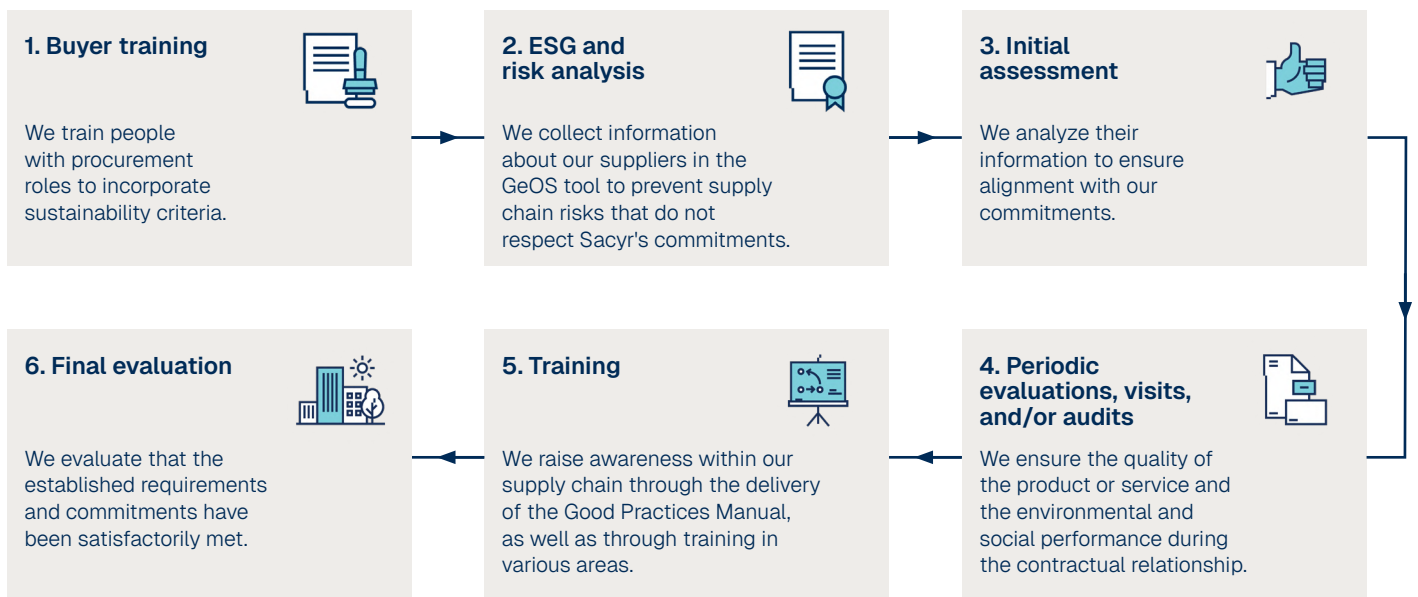 1. Buyer training
We train people
with procurement
roles to incorporate
sustainability criteria.
2. ESG and
risk analysis
We collect information
about our suppliers in the
GeOS tool to prevent supply
chain risks that do not
respect Sacyr's commitments.
3. Initial
assessment
We analyze their
information to ensure
alignment with our
commitments.
4. Periodic
evaluations, visits,
and/or audits
We ensure the quality of
the product or service and
the environmental and
social performance during
the contractual relationship.
5. Training
We raise awareness within our
supply chain through the delivery
of the Good Practices Manual,
as well as through training in
various areas.
6. Final evaluation
We evaluate that the
established requirements
and commitments have
been satisfactorily met.